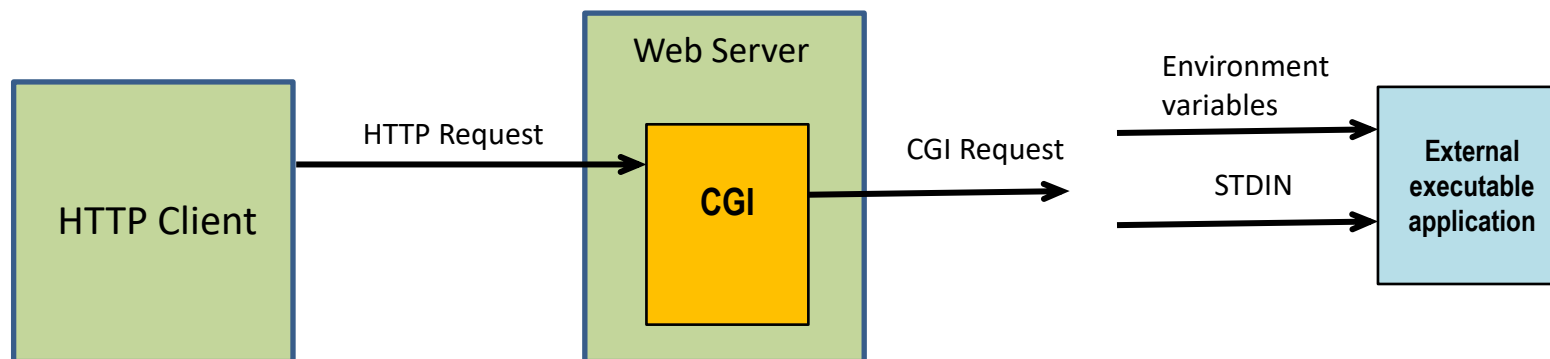 HTTP Client
HTTP Request
Web Server
CGI
CGI Request
Environment
variables
STDIN
External
executable
application